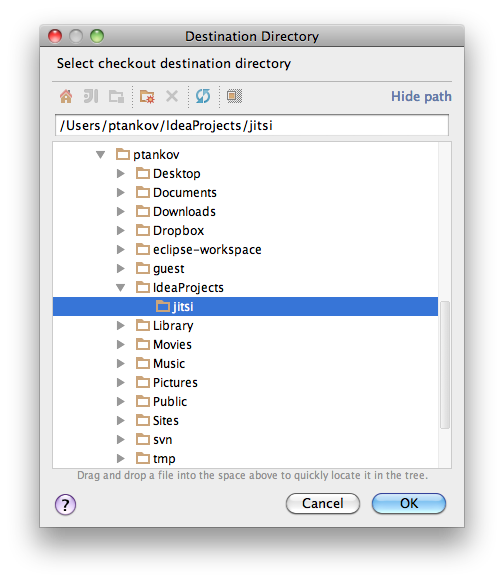 Destination Directory
Select checkout destination directory
Hide path
/Users/ptankov/IdeaProjects/jitsi
ptankov
Desktop
Documents
Downloads
Dropbox
eclipse-workspace
guest
IdeaProjects
jitsi
Library
Movies
Music
Pictures
Public
Sites
svn
tmp
Drag and drop a file into the space above to quickly locate it in the tree.
? Cancel OK